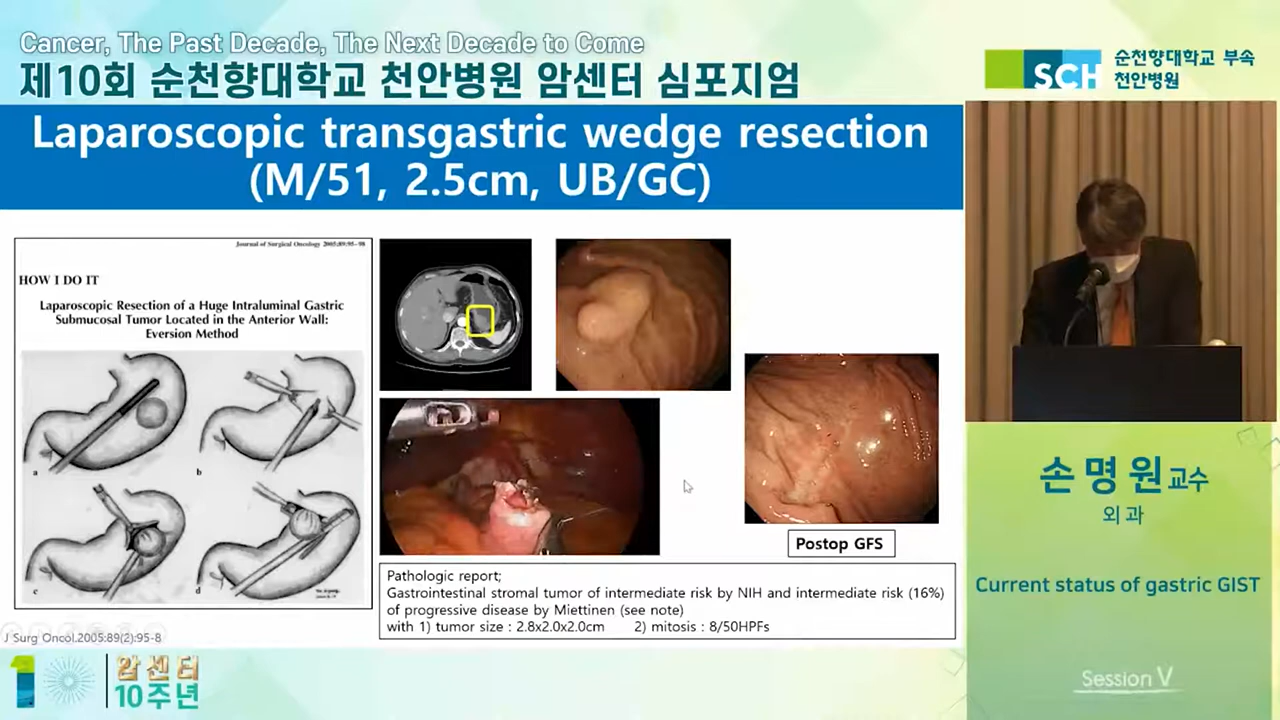 Cancer, The Past Decade, The Next Decade to Come
제10회 순천향대학교 천안병원 암센터 심포지엄
SCH
순천향대학교 부속
천안병원
Laparoscopic transgastric wedge resection
(M/51, 2.5cm, UB/GC)
Journal of Surgical Oncology 2005;89:95–98
HOW I DO IT
Laparoscopic Resection of a Huge Intraluminal Gastric
Submucosal Tumor Located in the Anterior Wall:
Eversion Method
a
b
c
d
Postop GFS
Pathologic report;
Gastrointestinal stromal tumor of intermediate risk by NIH and intermediate risk (16%)
of progressive disease by Miettinen (see note)
with 1) tumor size : 2.8x2.0x2.0cm 2) mitosis : 8/50HPFs
J Surg Oncol.2005:89(2):95-8
손명원교수
외과
Current status of gastric GIST
Session V
암센터
10주년